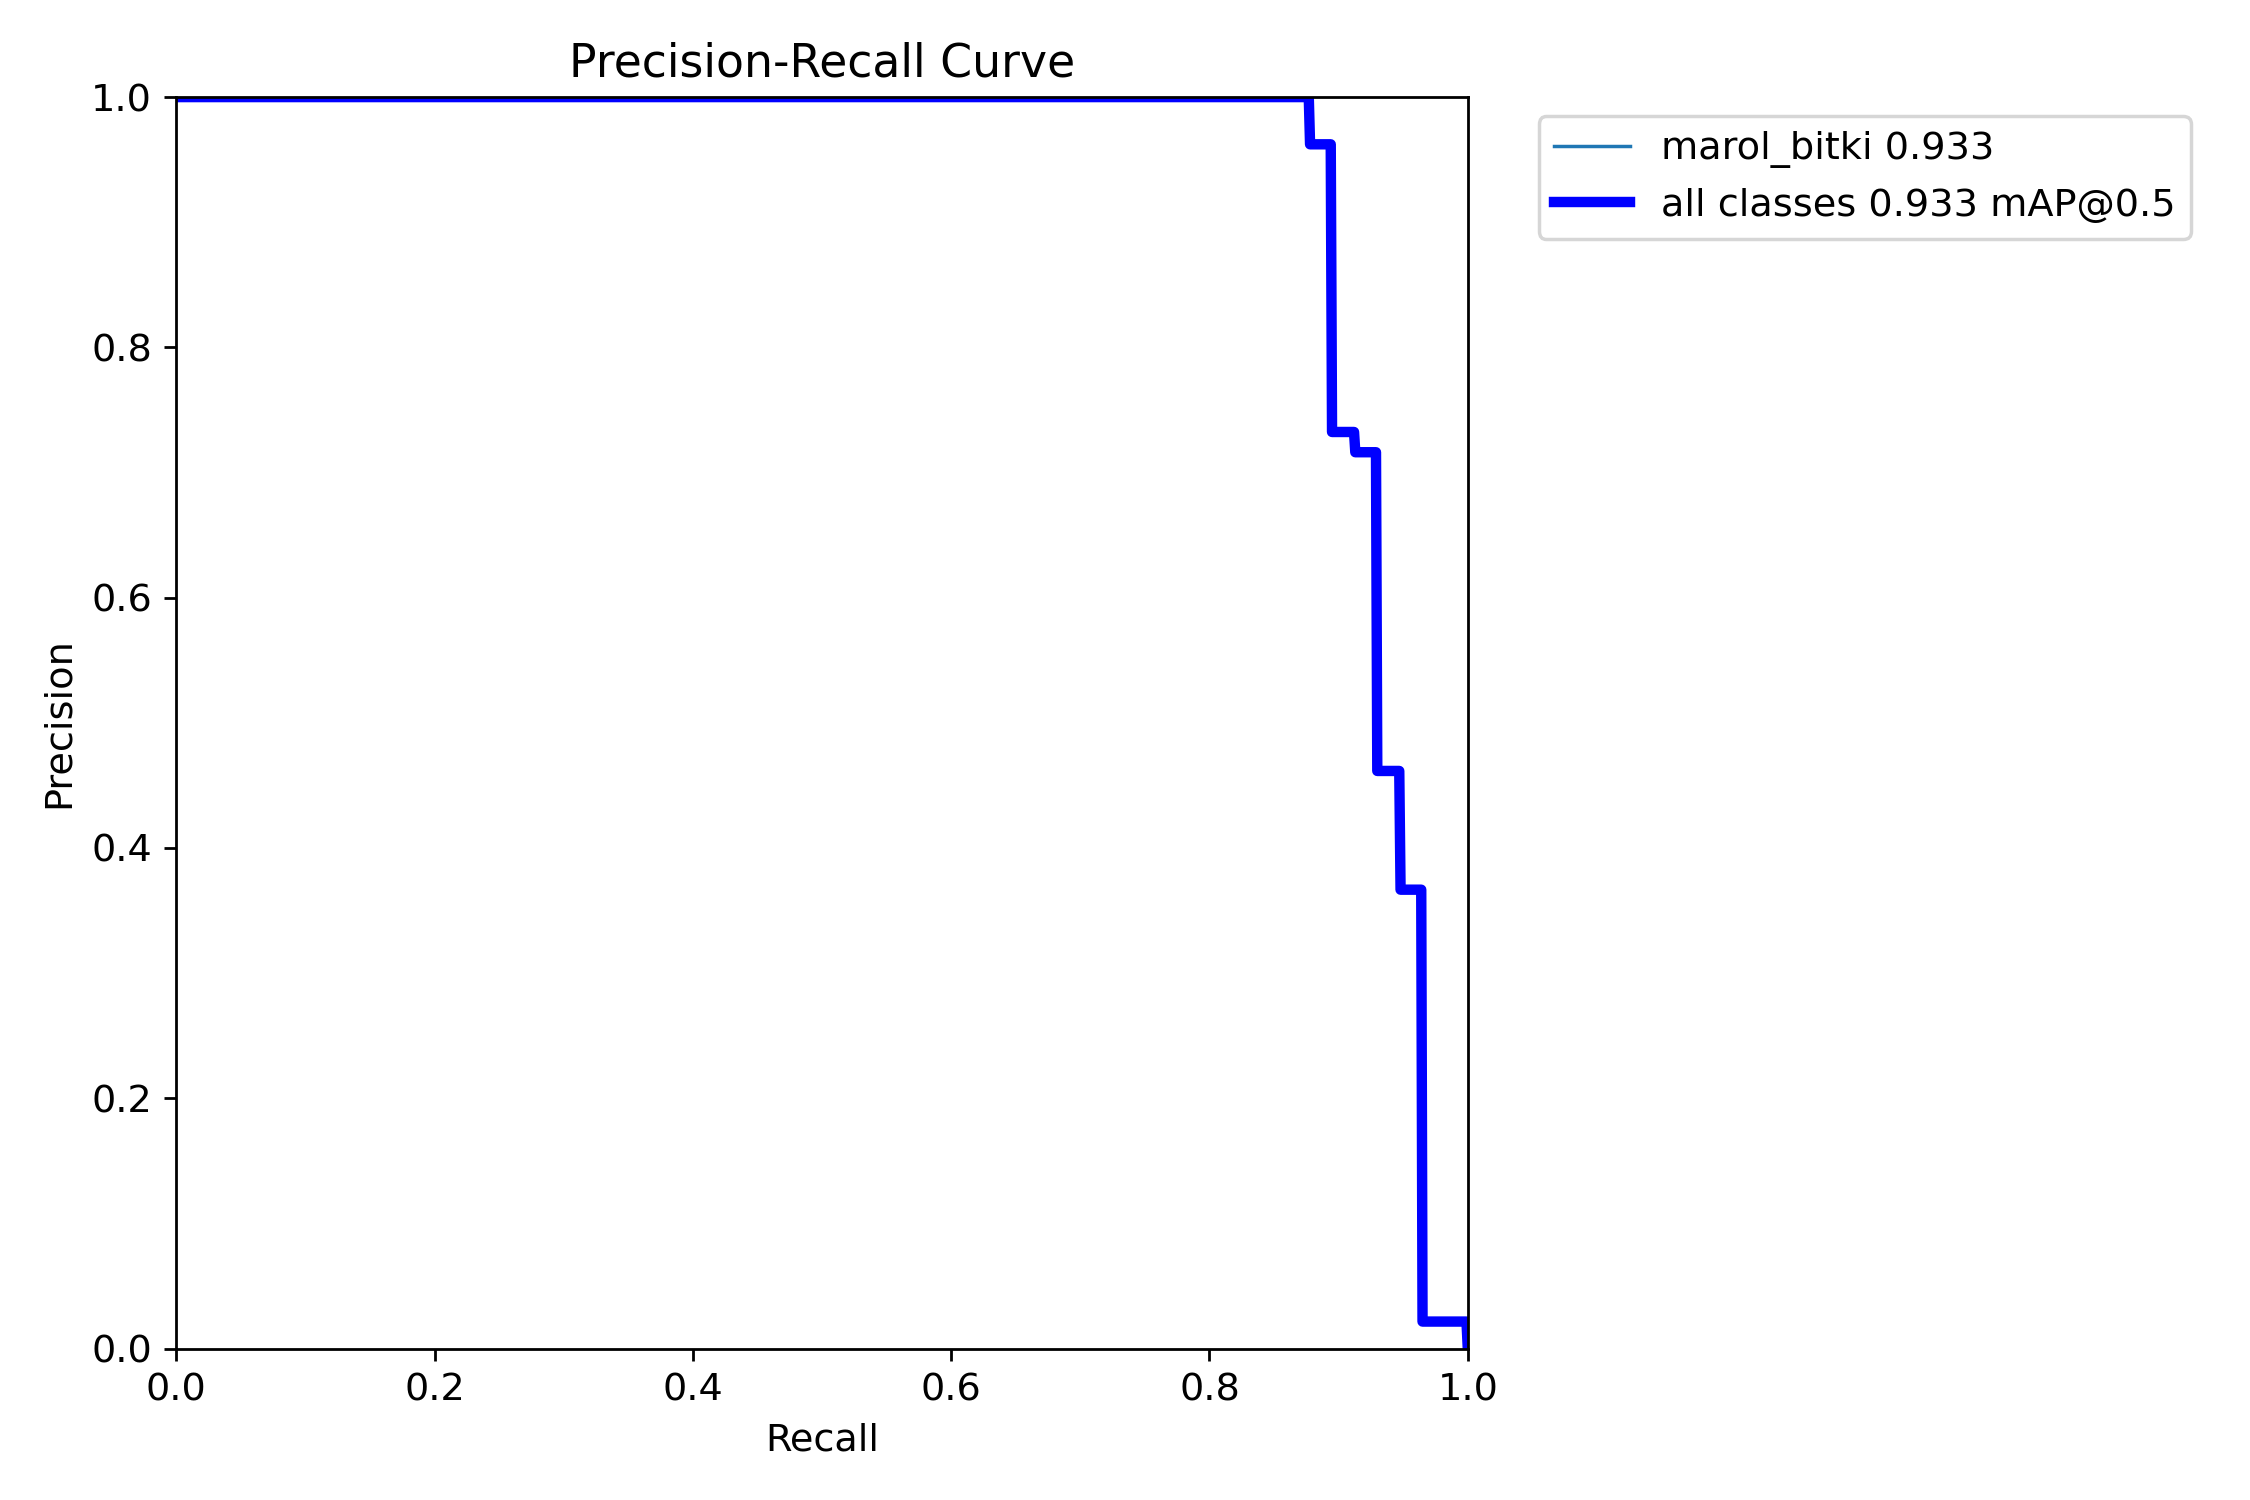 Precision-Recall Curve
1.0
0.8
0.6
0.4
0.2
0.0
Precision
0.0 0.2 0.4 0.6 0.8 1.0
Recall
marol_bitki 0.933
all classes 0.933 mAP@0.5